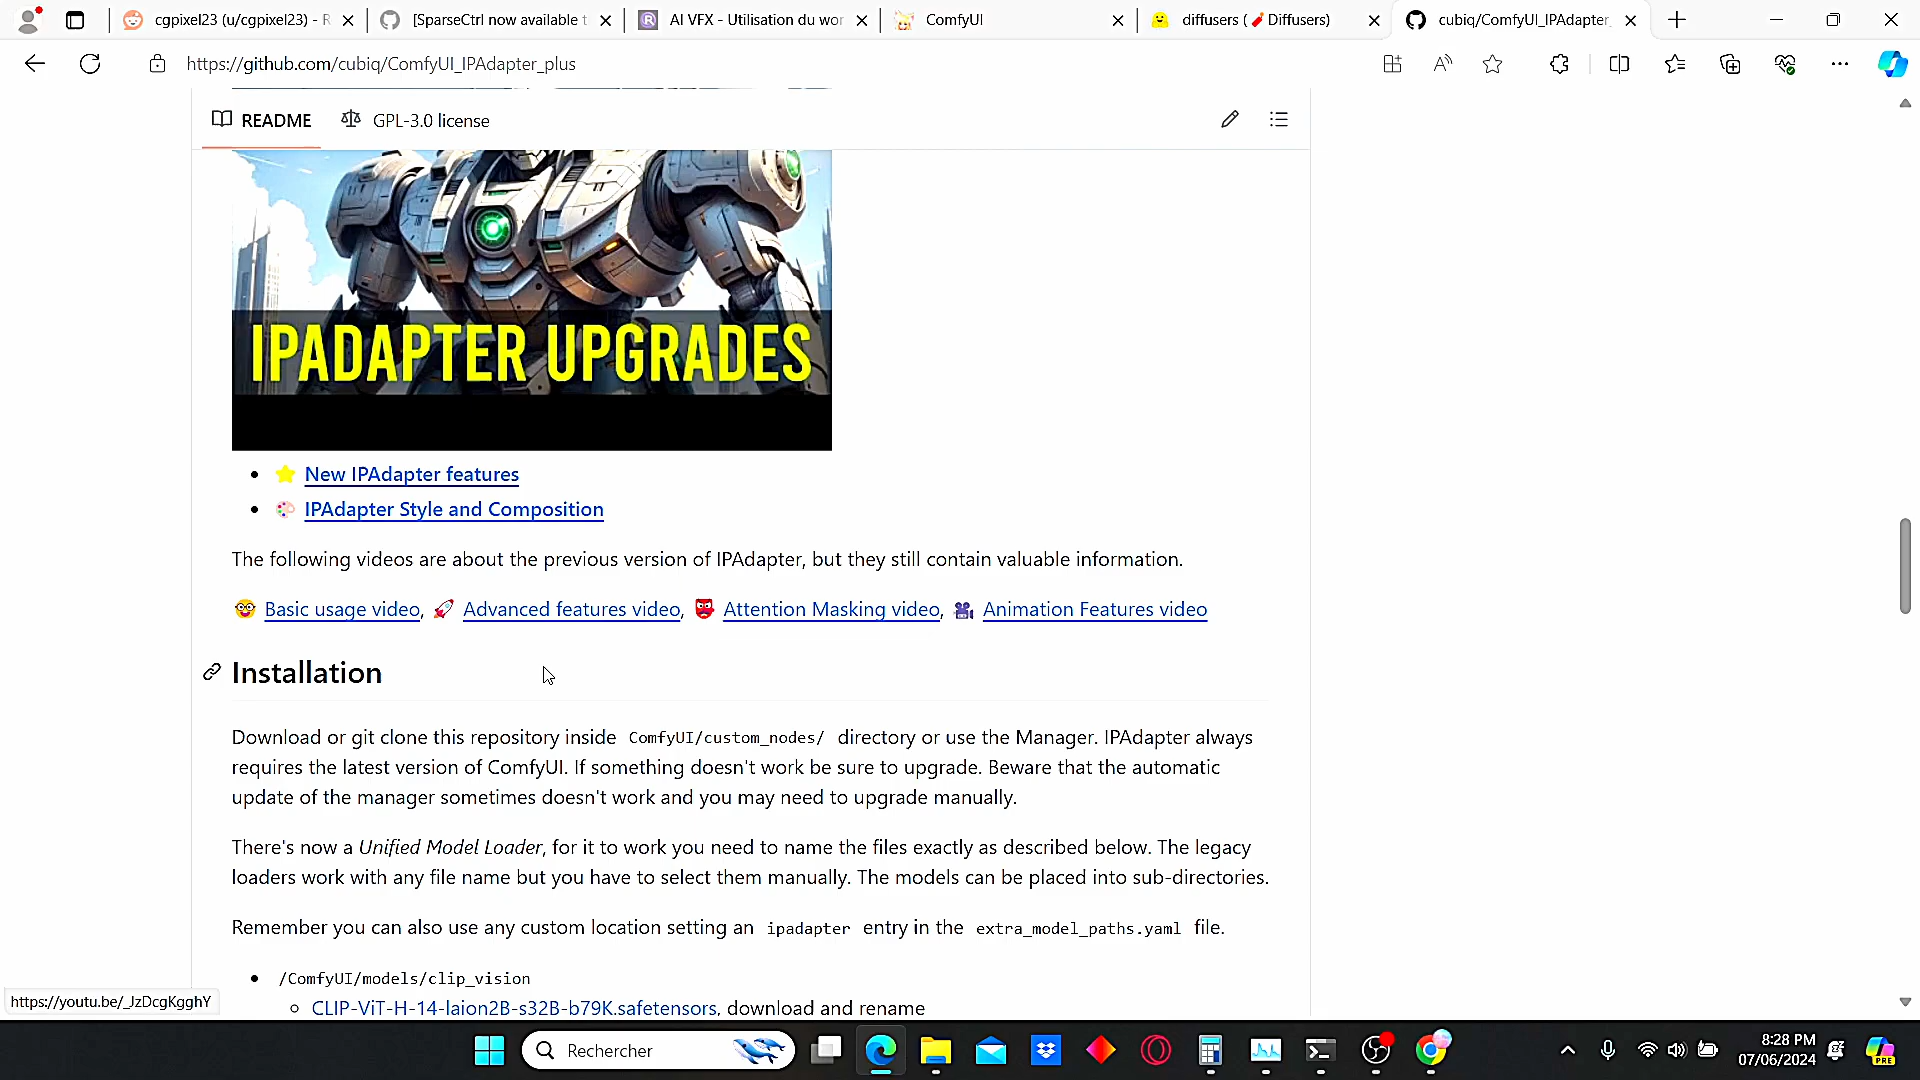 cgpixel23 (u/cgpixel23) - R
[SparseCtrl now available t
AI VFX - Utilisation du wor
ComfyUI
diffusers (🧨Diffusers)
cubiq/ComfyUI_IPAdapter_
https://github.com/cubiq/ComfyUI_IPAdapter_plus
README
GPL-3.0 license
IPADAPTER UPGRADES
New IPAdapter features
IPAdapter Style and Composition
The following videos are about the previous version of IPAdapter, but they still contain valuable information.
Basic usage video, Advanced features video, Attention Masking video, Animation Features video
Installation
Download or git clone this repository inside ComfyUI/custom_nodes/ directory or use the Manager. IPAdapter always
requires the latest version of ComfyUI. If something doesn't work be sure to upgrade. Beware that the automatic
update of the manager sometimes doesn't work and you may need to upgrade manually.
There's now a Unified Model Loader, for it to work you need to name the files exactly as described below. The legacy
loaders work with any file name but you have to select them manually. The models can be placed into sub-directories.
Remember you can also use any custom location setting an ipadapter entry in the extra_model_paths.yaml file.
/ComfyUI/models/clip_vision
CLIP-ViT-H-14-laion2B-s32B-b79K.safetensors, download and rename
https://youtu.be/_JzDcgKgghY
Rechercher
8:28 PM
07/06/2024
PRE